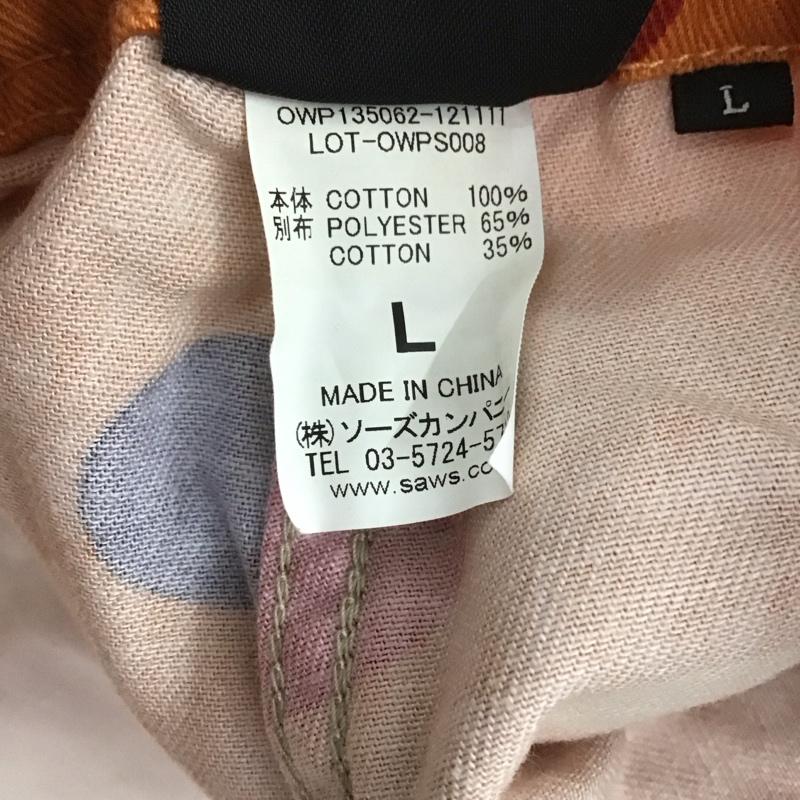 OWP135062-121111
LOT-OWPS008
本体 COTTON 100%
別布 POLYESTER 65%
COTTON 35%
L
MADE IN CHINA
(株)ソーズカンパニ
TEL 03-5724-57
www.saws.co
L